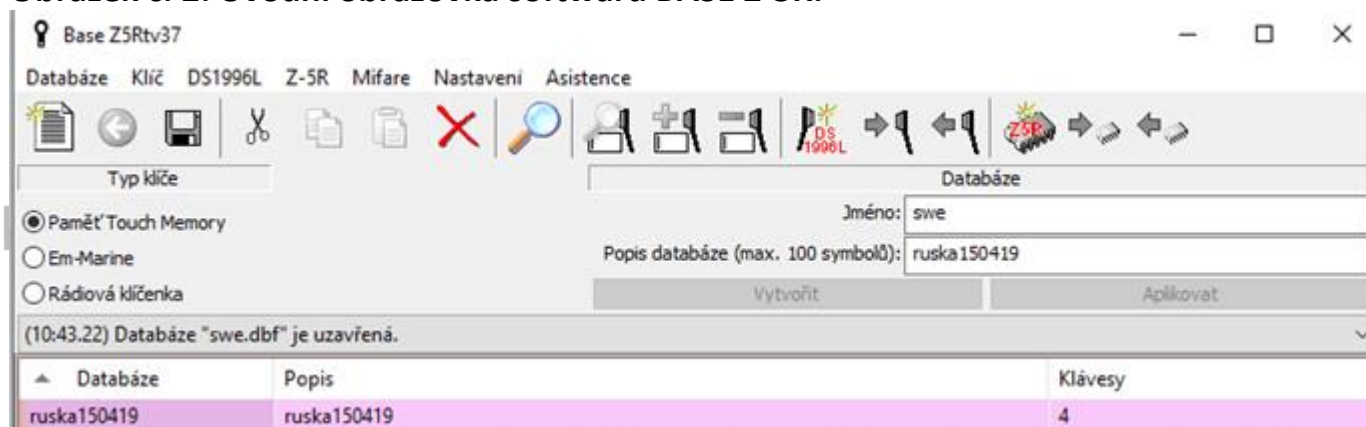 Base Z5Rtv37
Databáze Klíč DS1996L Z-5R Mifare Nastavení Asistence
DS
1996L
Z5R
Typ klíče
Databáze
Paměť Touch Memory
Jméno: swe
Em-Marine
Popis databáze (max. 100 symbolů): ruska150419
Rádiová klíčenka
Vytvořit Aplikovat
(10:43.22) Databáze "swe.dbf" je uzavřená.
Databáze Popis Klávesy
ruska150419 ruska150419 4